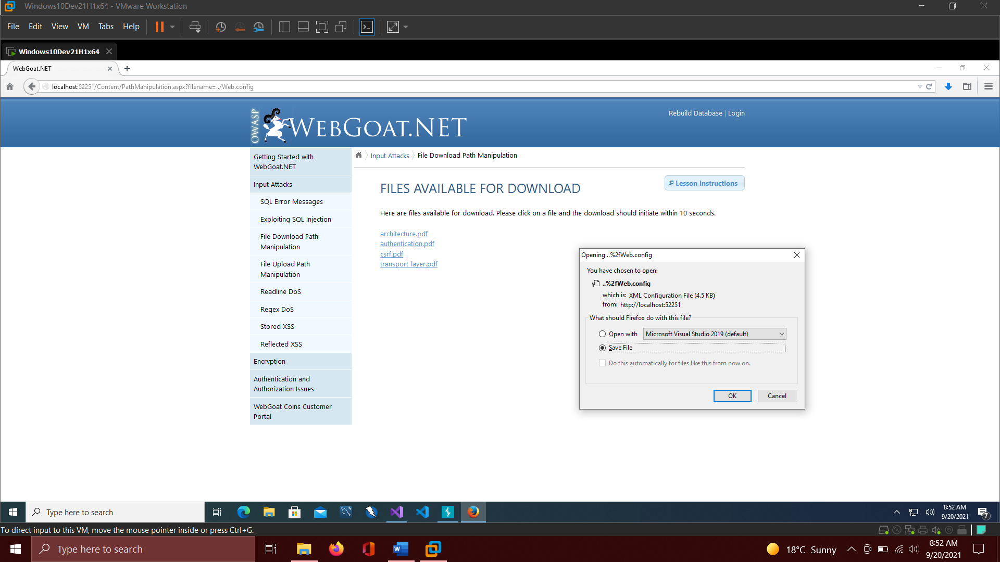 Windows10Dev21H1x64 - VMware Workstation
File Edit View VM Tabs Help
Windows10Dev21H1x64
WebGoat.NET
localhost:52251/Content/PathManipulation.aspx?filename=../Web.config
OWASP WEBGOAT.NET
Rebuild Database | Login
Getting Started with
WebGoat.NET
Input Attacks
SQL Error Messages
Exploiting SQL Injection
File Download Path
Manipulation
File Upload Path
Manipulation
Readline DoS
Regex DoS
Stored XSS
Reflected XSS
Encryption
Authentication and
Authorization Issues
WebGoat Coins Customer
Portal
Input Attacks File Download Path Manipulation
Lesson Instructions
FILES AVAILABLE FOR DOWNLOAD
Here are files available for download. Please click on a file and the download should initiate within 10 seconds.
architecture.pdf
authentication.pdf
csrf.pdf
transport_layer.pdf
Opening ..%2fWeb.config
You have chosen to open:
..%2fWeb.config
which is: XML Configuration File (4.5 KB)
from: http://localhost:52251
What should Firefox do with this file?
Open with Microsoft Visual Studio 2019 (default)
Save File
Do this automatically for files like this from now on.
OK Cancel
Type here to search
8:52 AM
9/20/2021
7
To direct input to this VM, move the mouse pointer inside or press Ctrl+G.
Type here to search
18°C Sunny
8:52 AM
9/20/2021